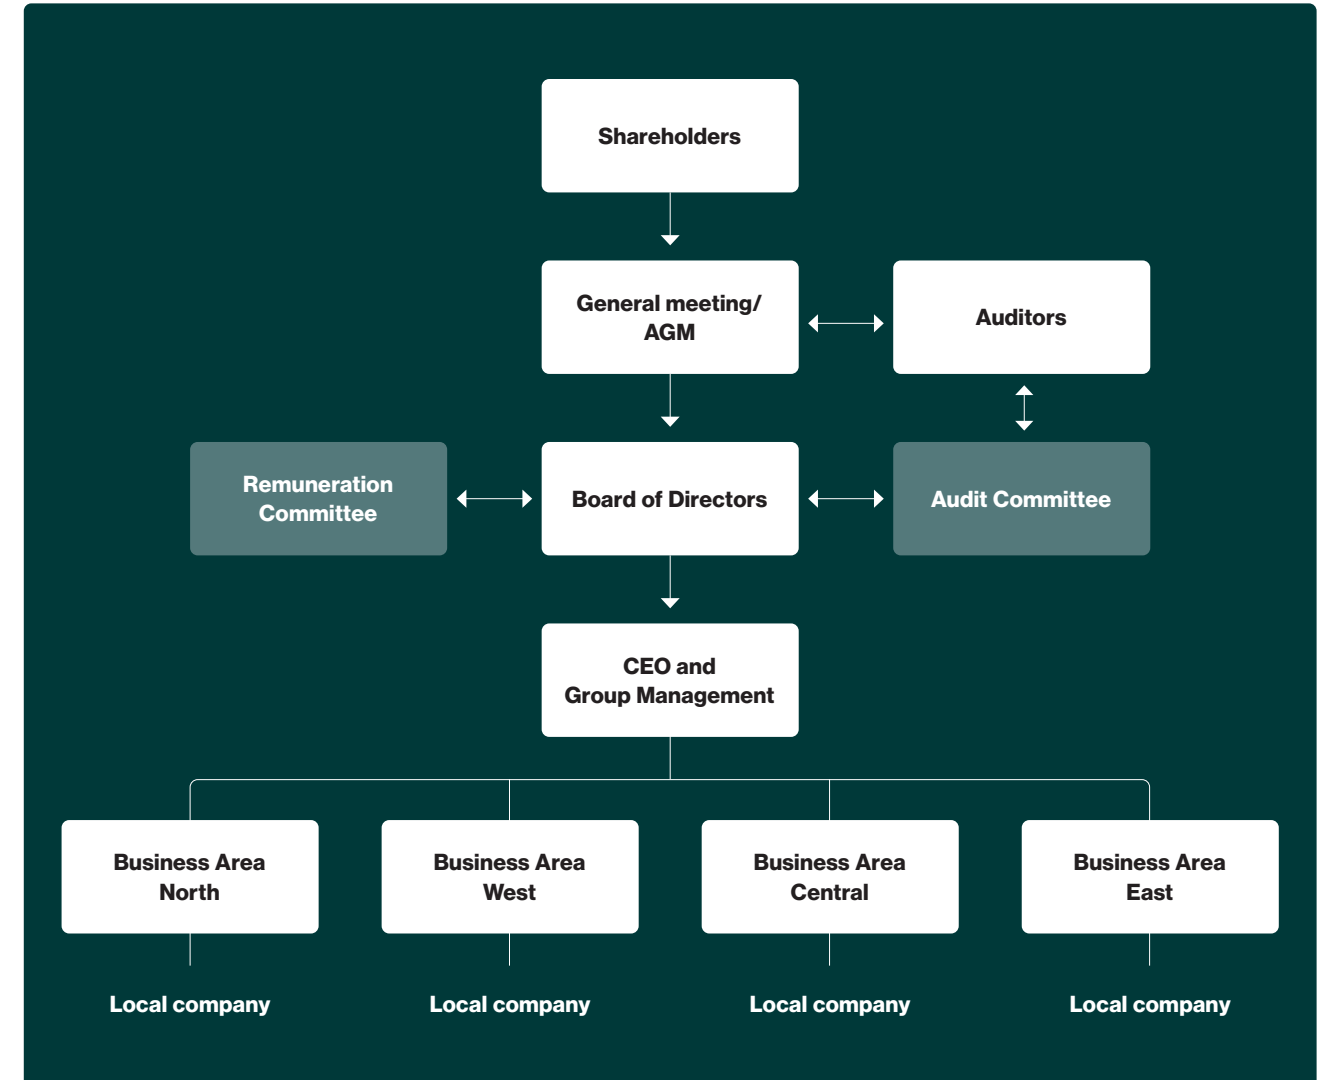 Shareholders
General meeting/
AGM
Auditors
Remuneration
Committee
Board of Directors
Audit Committee
CEO and
Group Management
Business Area
North
Business Area
West
Business Area
Central
Business Area
East
Local company
Local company
Local company
Local company